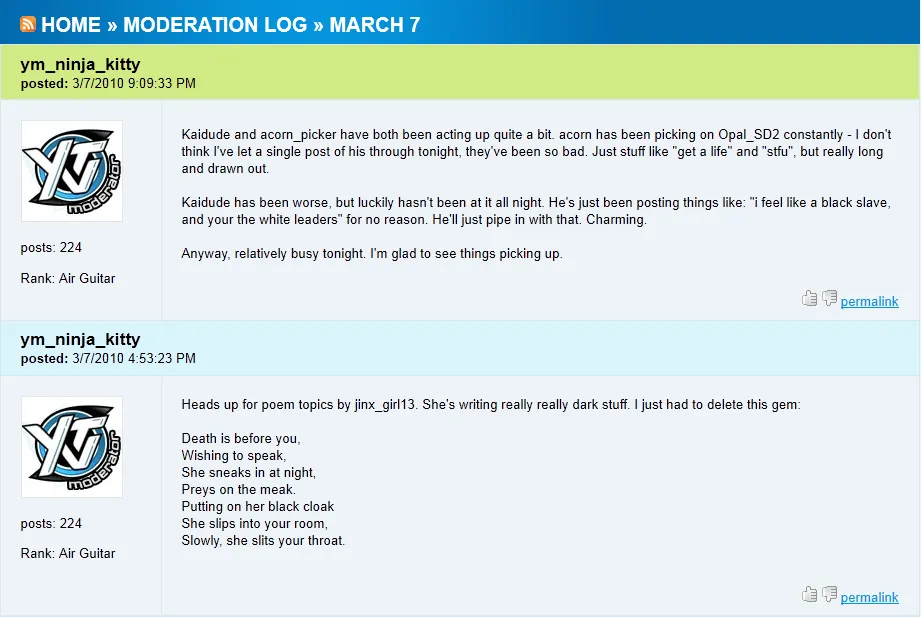 HOME » MODERATION LOG » MARCH 7
ym_ninja_kitty
posted: 3/7/2010 9:09:33 PM
YTV
moderator
posts: 224
Rank: Air Guitar
Kaidude and acorn_picker have both been acting up quite a bit. acorn has been picking on Opal_SD2 constantly - I don't
think I've let a single post of his through tonight, they've been so bad. Just stuff like "get a life" and "stfu", but really long
and drawn out.
Kaidude has been worse, but luckily hasn't been at it all night. He's just been posting things like: "i feel like a black slave,
and your the white leaders" for no reason. He'll just pipe in with that. Charming.
Anyway, relatively busy tonight. I'm glad to see things picking up.
permalink
ym_ninja_kitty
posted: 3/7/2010 4:53:23 PM
YTV
moderator
posts: 224
Rank: Air Guitar
Heads up for poem topics by jinx_girl13. She's writing really really dark stuff. I just had to delete this gem:
Death is before you,
Wishing to speak,
She sneaks in at night,
Preys on the meak.
Putting on her black cloak
She slips into your room,
Slowly, she slits your throat.
permalink